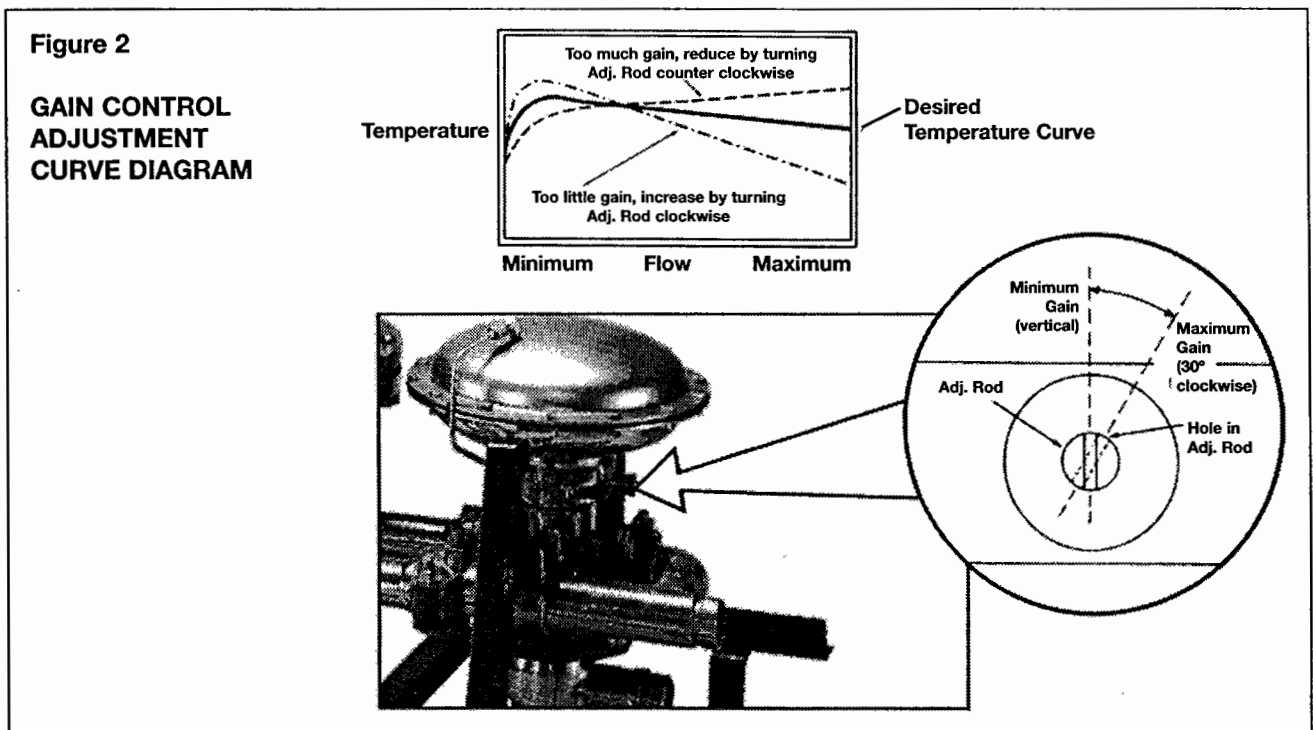 Figure 2
GAIN CONTROL
ADJUSTMENT
CURVE DIAGRAM
Too much gain, reduce by turning
Adj. Rod counter clockwise
Temperature
Desired
Temperature Curve
Too little gain, increase by turning
Adj. Rod clockwise
Minimum Flow Maximum
Minimum
Gain
(vertical)
Maximum
Gain
(30°
clockwise)
Adj. Rod
Hole in
Adj. Rod